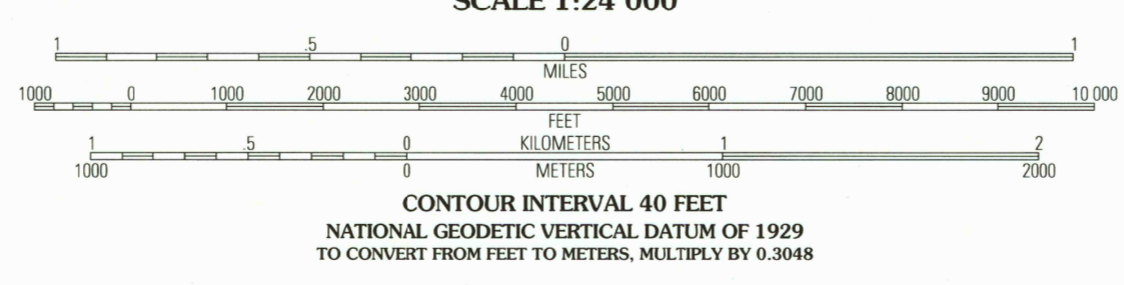 SCALE 1:24 000
1 .5 0 1
MILES
1000 0 1000 2000 3000 4000 5000 6000 7000 8000 9000 10 000
FEET
1 .5 0 KILOMETERS 1 2
1000 0 METERS 1000 2000
CONTOUR INTERVAL 40 FEET
NATIONAL GEODETIC VERTICAL DATUM OF 1929
TO CONVERT FROM FEET TO METERS, MULTIPLY BY 0.3048